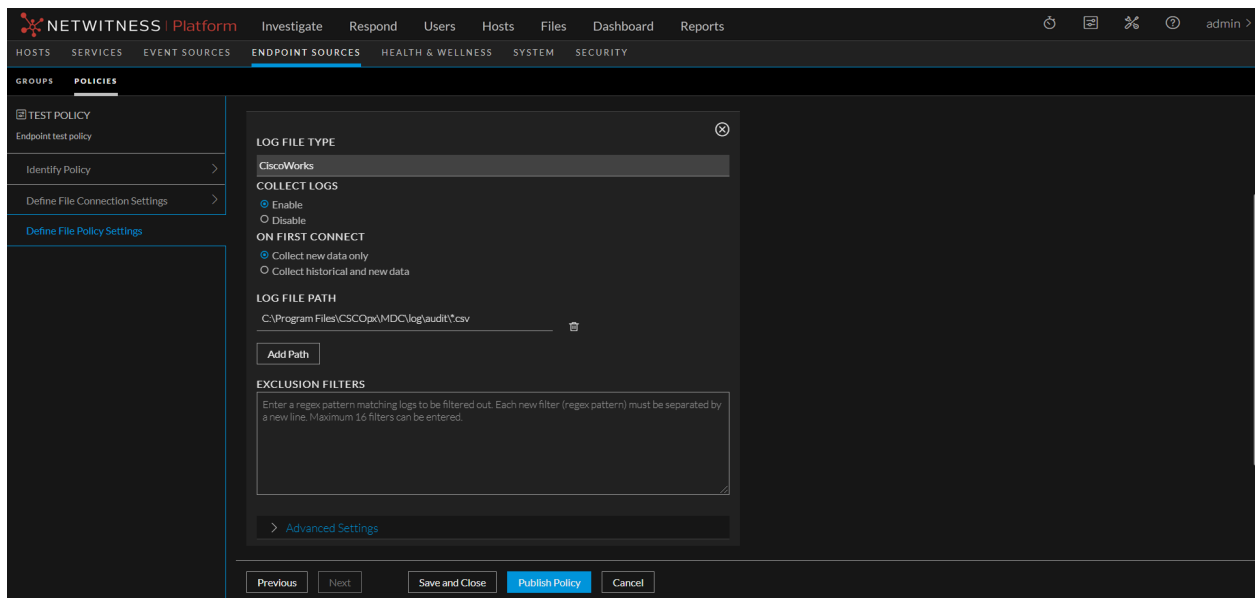 NETWITNESS | Platform Investigate Respond Users Hosts Files Dashboard Reports admin >
HOSTS SERVICES EVENT SOURCES ENDPOINT SOURCES HEALTH & WELLNESS SYSTEM SECURITY
GROUPS POLICIES
TEST POLICY
Endpoint test policy
Identify Policy
Define File Connection Settings
Define File Policy Settings
LOG FILE TYPE
CiscoWorks
COLLECT LOGS
Enable
Disable
ON FIRST CONNECT
Collect new data only
Collect historical and new data
LOG FILE PATH
C:\Program Files\CSCOpx\MDC\log\audit\*.csv
Add Path
EXCLUSION FILTERS
Enter a regex pattern matching logs to be filtered out. Each new filter (regex pattern) must be separated by
a new line. Maximum 16 filters can be entered.
Advanced Settings
Previous Next Save and Close Publish Policy Cancel